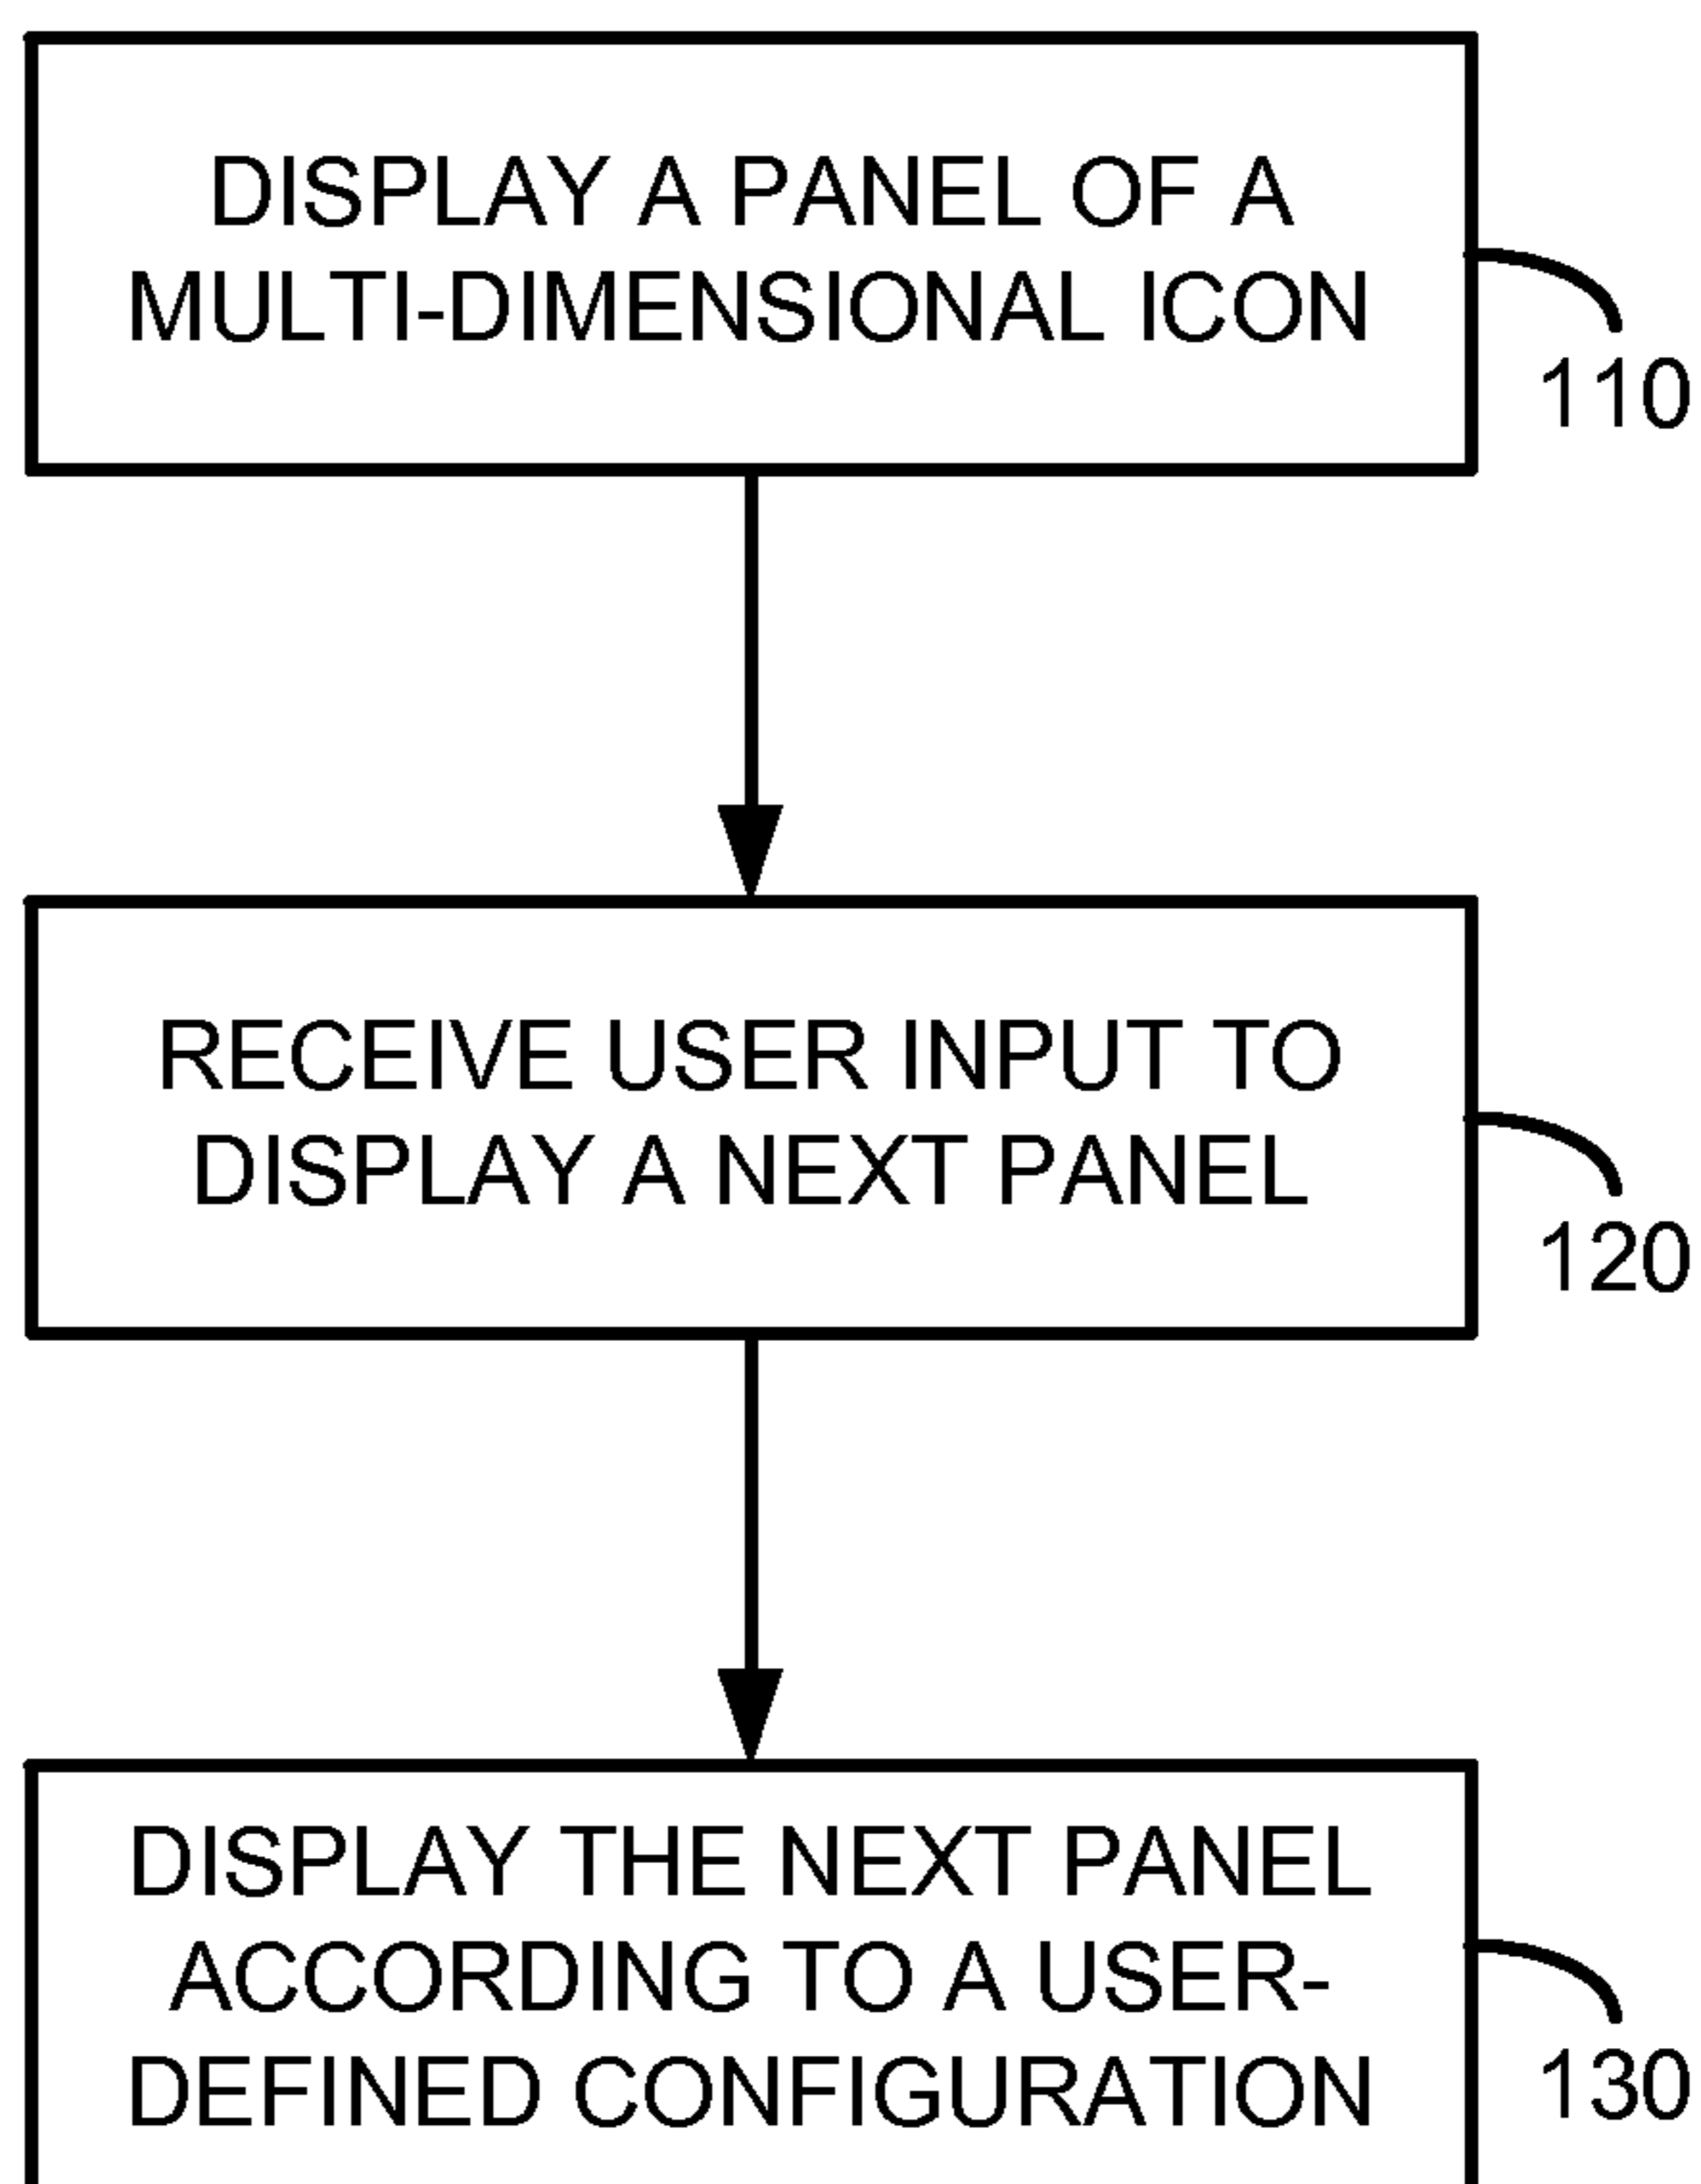 DISPLAY A PANEL OF A
MULTI-DIMENSIONAL ICON
110
RECEIVE USER INPUT TO
DISPLAY A NEXT PANEL
120
DISPLAY THE NEXT PANEL
ACCORDING TO A USER-
DEFINED CONFIGURATION
130